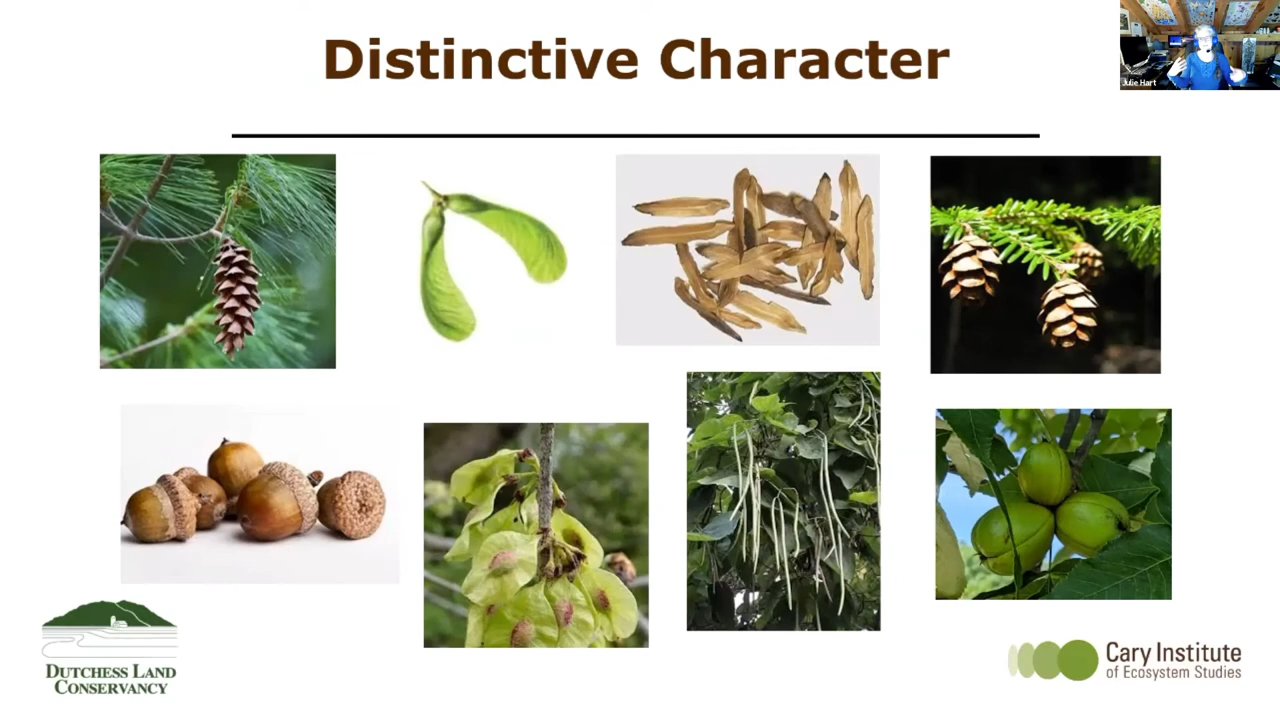 Distinctive Character
Julie Hart
DUTCHESS LAND
CONSERVANCY
Cary Institute
of Ecosystem Studies